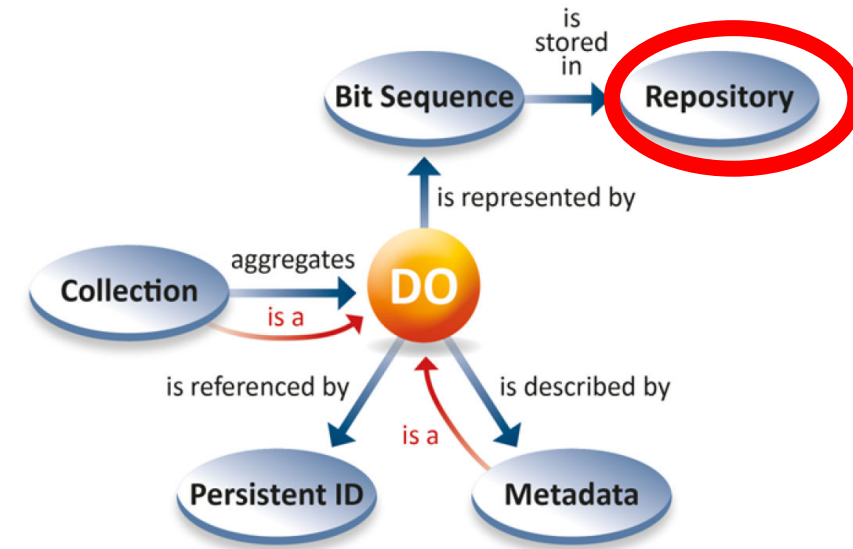 is
stored
in
Bit Sequence
Repository
is represented by
aggregates
Collection
DO
is a
is referenced by
is described by
is a
Persistent ID
Metadata